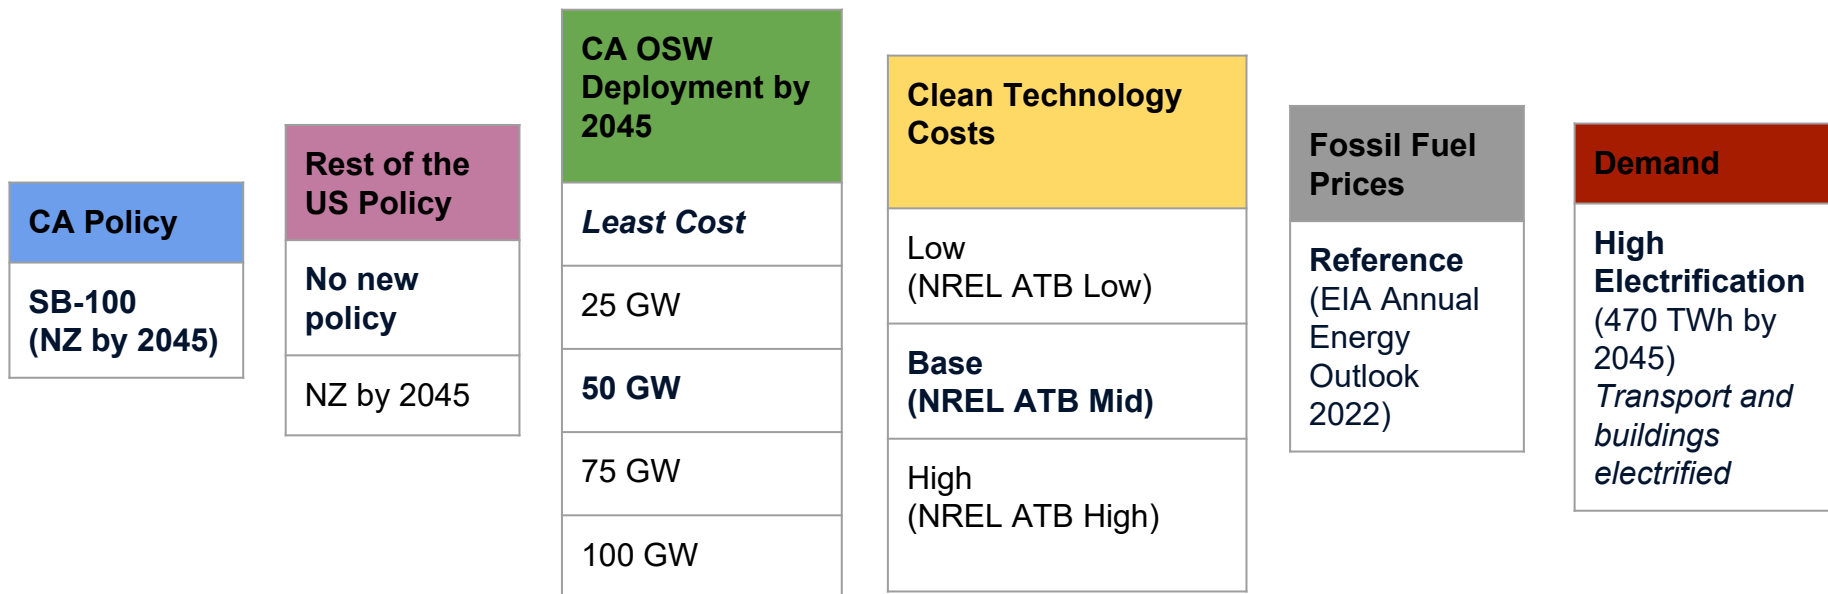 CA Policy
SB-100
(NZ by 2045)
Rest of the
US Policy
No new
policy
NZ by 2045
CA OSW
Deployment by
2045
Least Cost
25 GW
50 GW
75 GW
100 GW
Clean Technology
Costs
Low
(NREL ATB Low)
Base
(NREL ATB Mid)
High
(NREL ATB High)
Fossil Fuel
Prices
Reference
(EIA Annual
Energy
Outlook
2022)
Demand
High
Electrification
(470 TWh by
2045)
Transport and
buildings
electrified